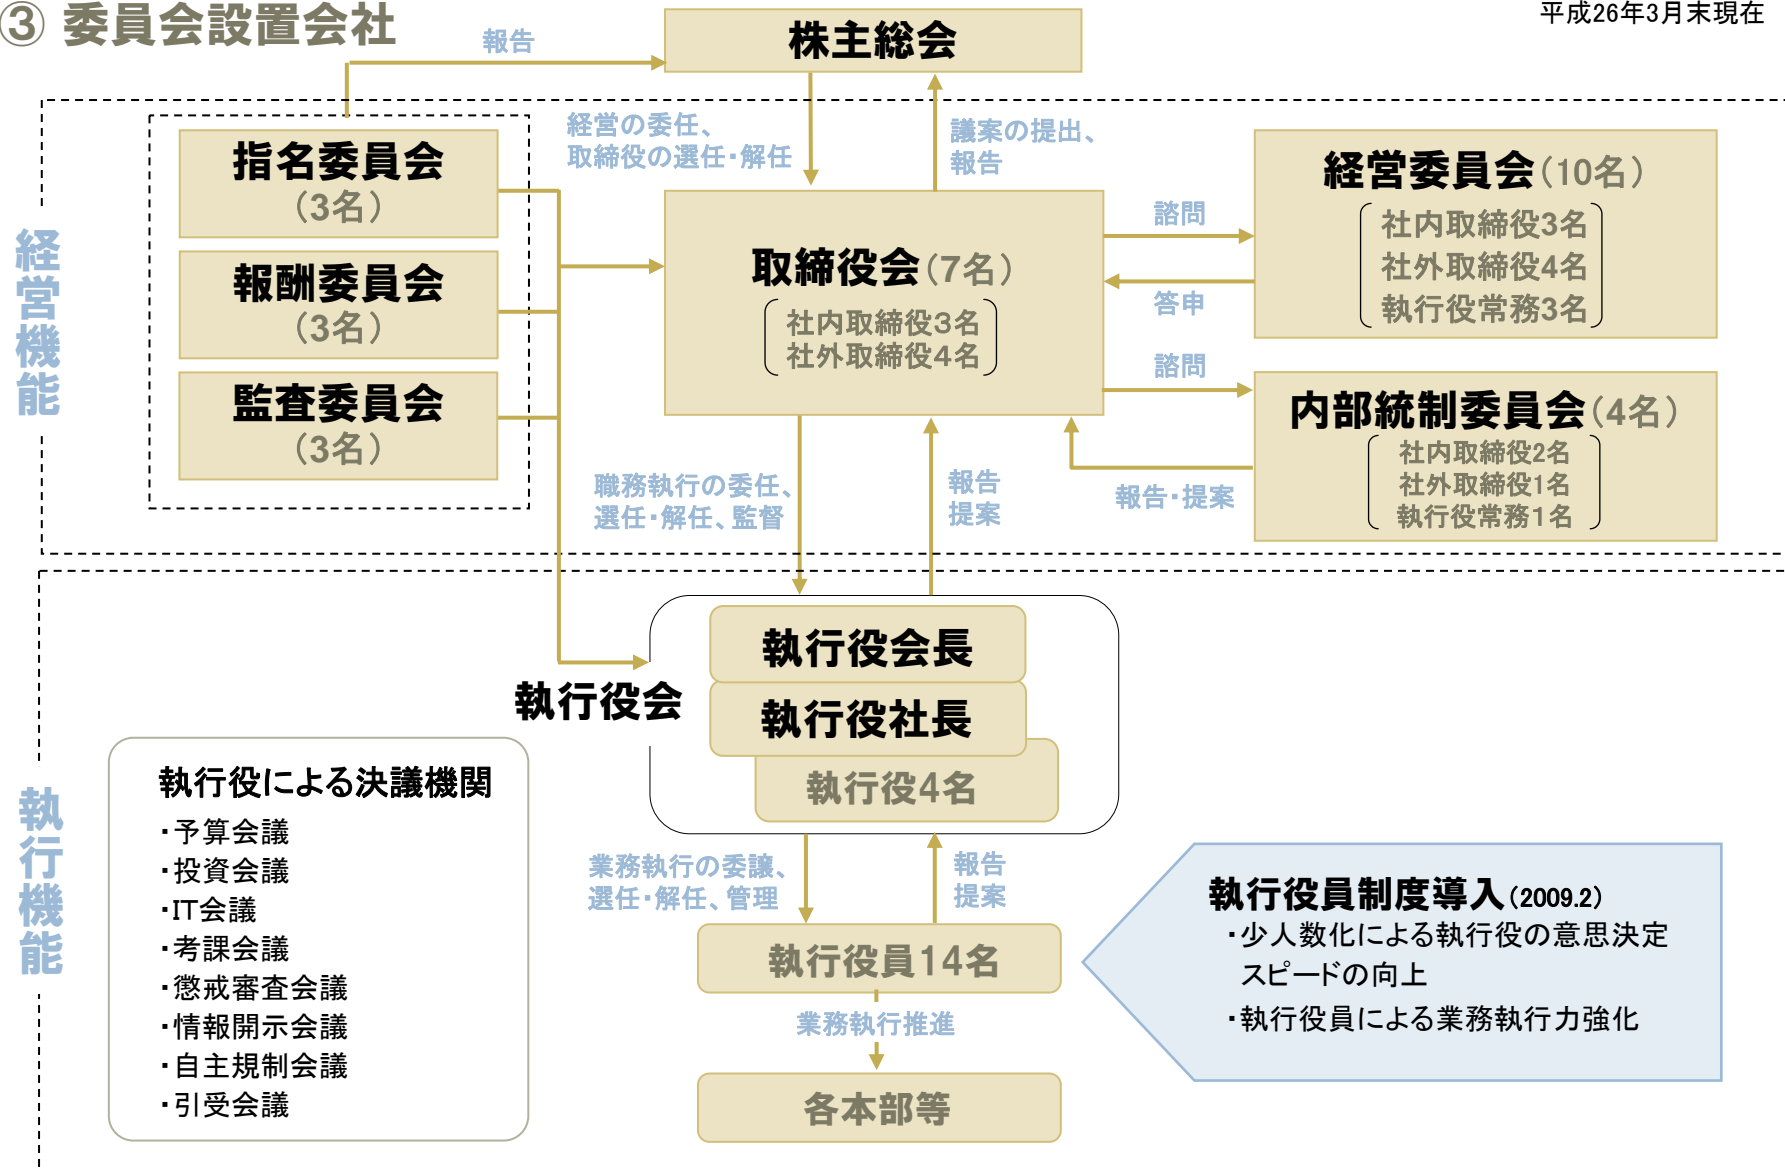 ③ 委員会設置会社
平成26年3月末現在
報告
株主総会
経営の委任、
取締役の選任・解任
議案の提出、
報告
経営機能
指名委員会
（3名）
報酬委員会
（3名）
監査委員会
（3名）
取締役会（7名）
社内取締役３名
社外取締役４名
諮問
答申
経営委員会（10名）
社内取締役3名
社外取締役4名
執行役常務3名
諮問
報告・提案
内部統制委員会（4名）
社内取締役2名
社外取締役1名
執行役常務１名
職務執行の委任、
選任・解任、監督
報告
提案
執行機能
執行役会
執行役会長
執行役社長
執行役4名
執行役による決議機関
・予算会議
・投資会議
・IT会議
・考課会議
・懲戒審査会議
・情報開示会議
・自主規制会議
・引受会議
業務執行の委譲、
選任・解任、管理
報告
提案
執行役員14名
業務執行推進
各本部等
執行役員制度導入（2009.2）
・少人数化による執行役の意思決定
スピードの向上
・執行役員による業務執行力強化